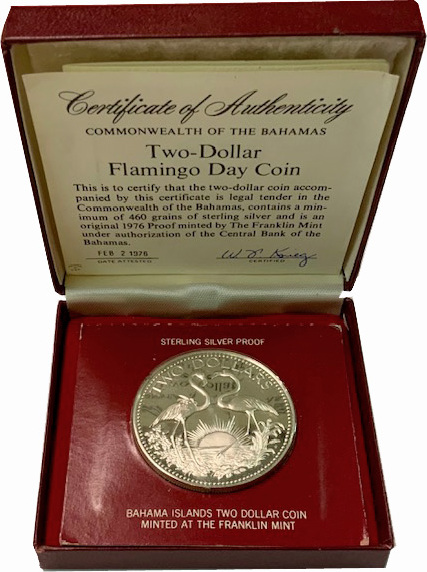 Certificate of Authenticity
COMMONWEALTH OF THE BAHAMAS
Two-Dollar
Flamingo Day Coin
This is to certify that the two-dollar coin accom-
panied by this certificate is legal tender in the
Commonwealth of the Bahamas, contains a min-
imum of 460 grains of sterling silver and is an
original 1976 Proof minted by The Franklin Mint
under authorization of the Central Bank of the
Bahamas.
FEB 2 1976
DATE ATTESTED
CERTIFIED
STERLING SILVER PROOF
TWO DOLLARS
BAHAMA ISLANDS TWO DOLLAR COIN
MINTED AT THE FRANKLIN MINT